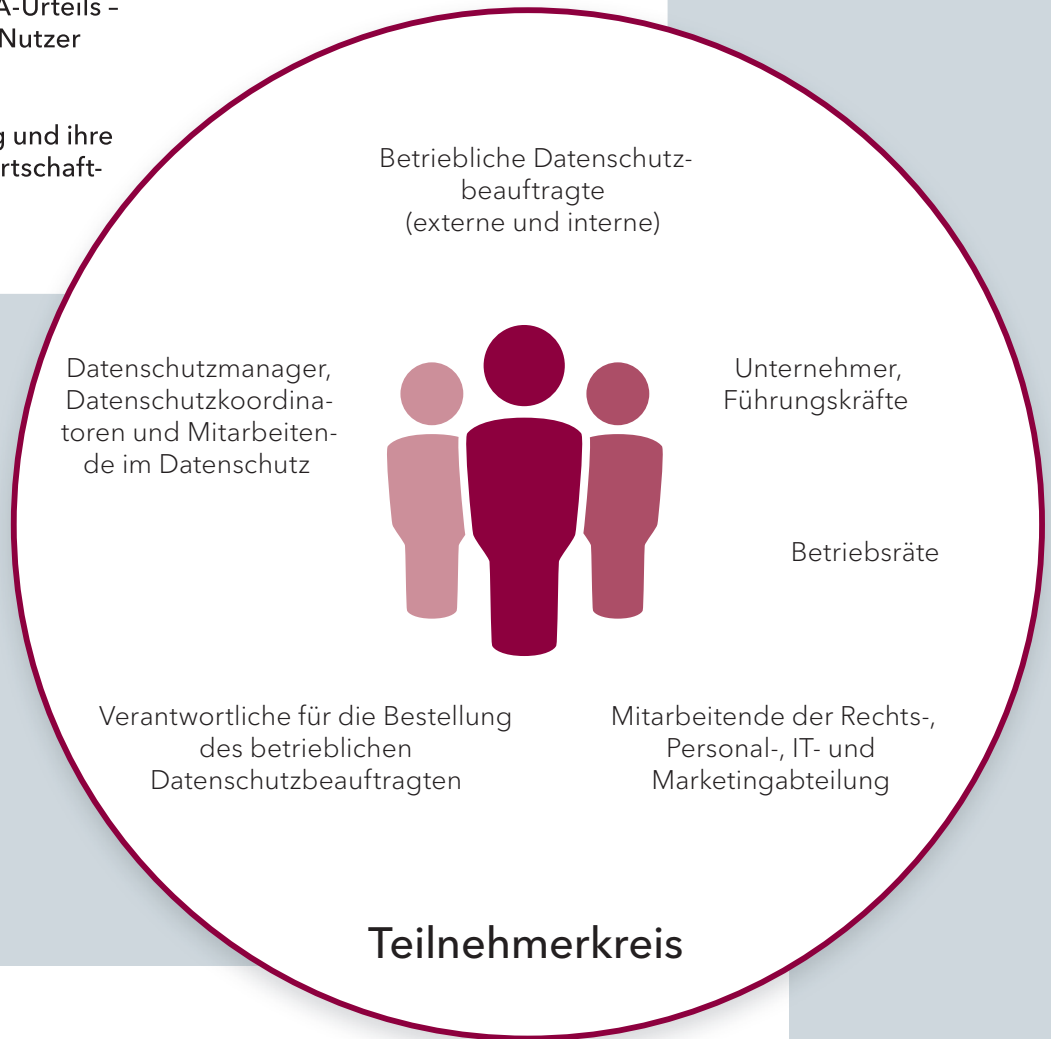 A-Urteils –
Nutzer
g und ihre
rtschaft-
Betriebliche Datenschutz-
beauftragte
(externe und interne)
Datenschutzmanager,
Datenschutzkoordina-
toren und Mitarbeiten-
de im Datenschutz
Unternehmer,
Führungskräfte
Betriebsräte
Verantwortliche für die Bestellung
des betrieblichen
Datenschutzbeauftragten
Mitarbeitende der Rechts-,
Personal-, IT- und
Marketingabteilung
Teilnehmerkreis